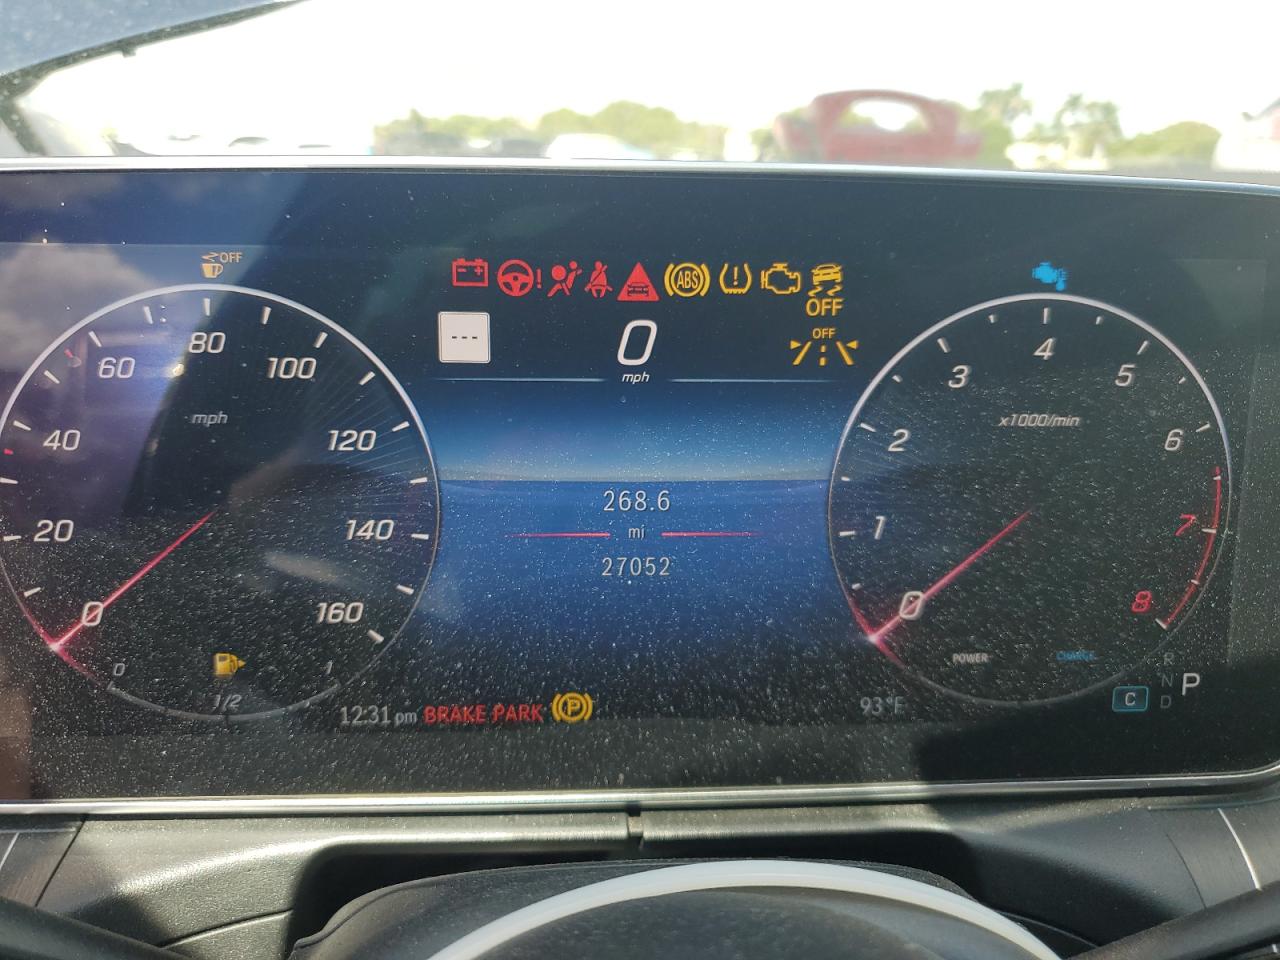 OFF
ABS
OFF
---
0
mph
OFF
0 20 40 60 80 100 120 140 160
mph
0 1/2 1
268.6
mi
27052
0 1 2 3 4 5 6 7 8
x1000/min
POWER CHARGE
12:31 pm BRAKE PARK P
93°F
C
R
N
D
P